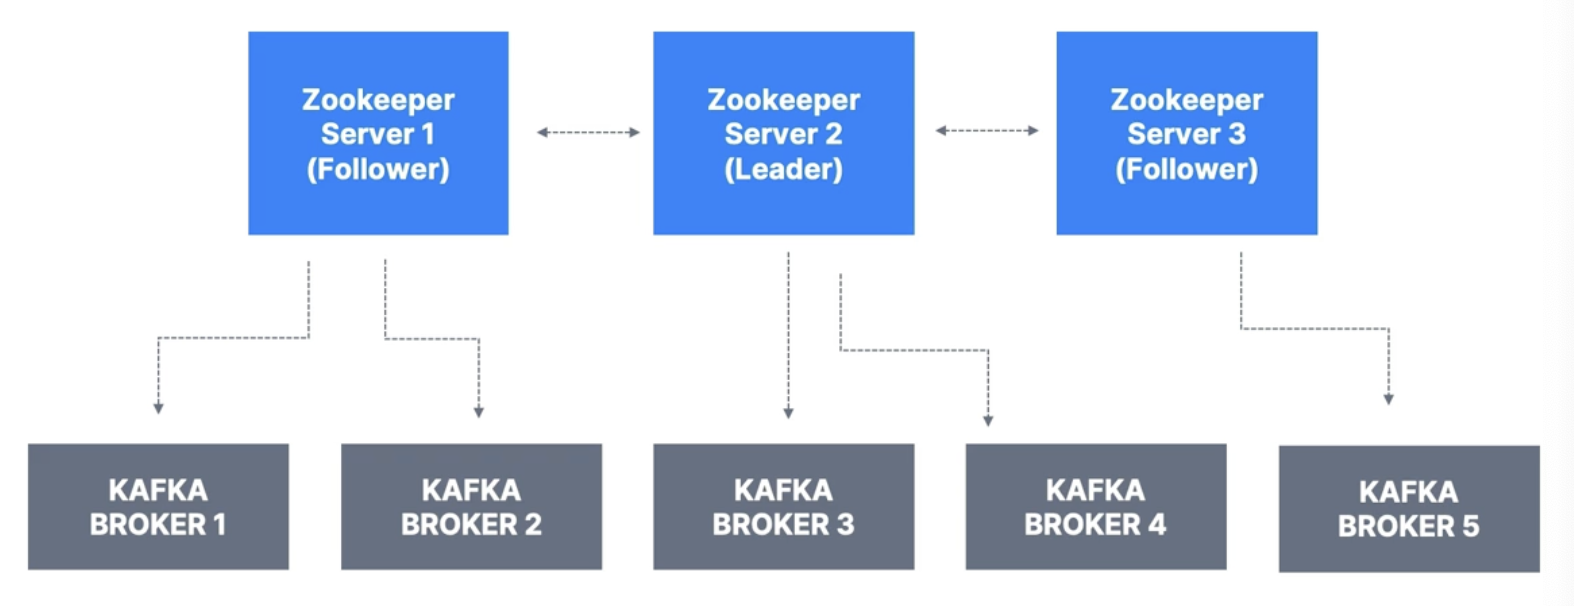 Zookeeper
Server 1
(Follower)
Zookeeper
Server 2
(Leader)
Zookeeper
Server 3
(Follower)
KAFKA
BROKER 1
KAFKA
BROKER 2
KAFKA
BROKER 3
KAFKA
BROKER 4
KAFKA
BROKER 5